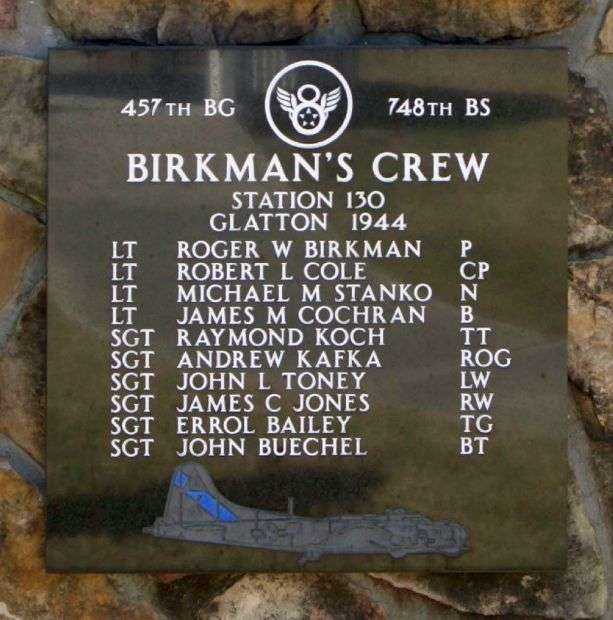 457TH BG 748TH BS
BIRKMAN'S CREW
STATION 130
GLATTON 1944
LT ROGER W BIRKMAN P
LT ROBERT L COLE CP
LT MICHAEL M STANKO N
LT JAMES M COCHRAN B
SGT RAYMOND KOCH TT
SGT ANDREW KAFKA ROG
SGT JOHN L TONEY LW
SGT JAMES C JONES RW
SGT ERROL BAILEY TG
SGT JOHN BUECHEL BT